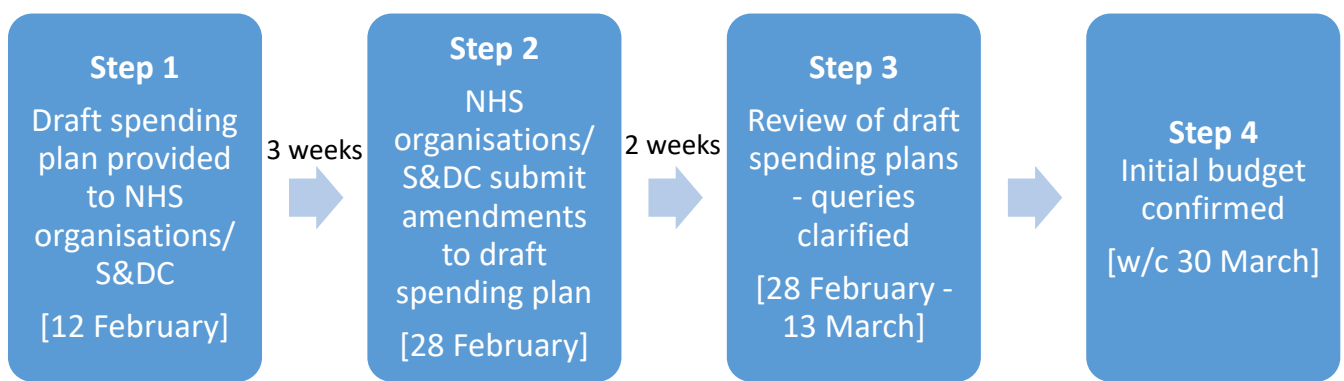 Step 1
Draft spending
plan provided
to NHS
organisations/
S&DC
[12 February]
3 weeks
Step 2
NHS
organisations/
S&DC submit
amendments
to draft
spending plan
[28 February]
2 weeks
Step 3
Review of draft
spending plans
- queries
clarified
[28 February -
13 March]
Step 4
Initial budget
confirmed
[w/c 30 March]